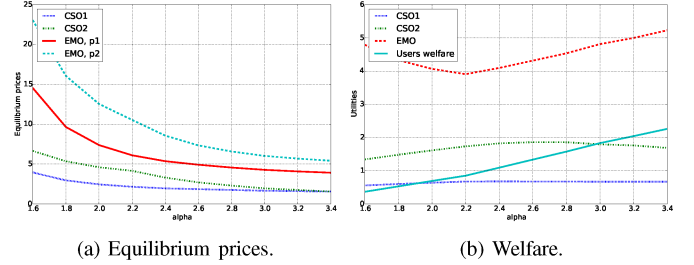 25
20
15
10
5
0
Equilibrium prices
CSO1
CSO2
EMO, p1
EMO, p2
1.6 1.8 2.0 2.2 2.4 2.6 2.8 3.0 3.2 3.4
alpha
(a) Equilibrium prices.
6
5
4
3
2
1
0
Utilities
CSO1
CSO2
EMO
Users welfare
1.6 1.8 2.0 2.2 2.4 2.6 2.8 3.0 3.2 3.4
alpha
(b) Welfare.